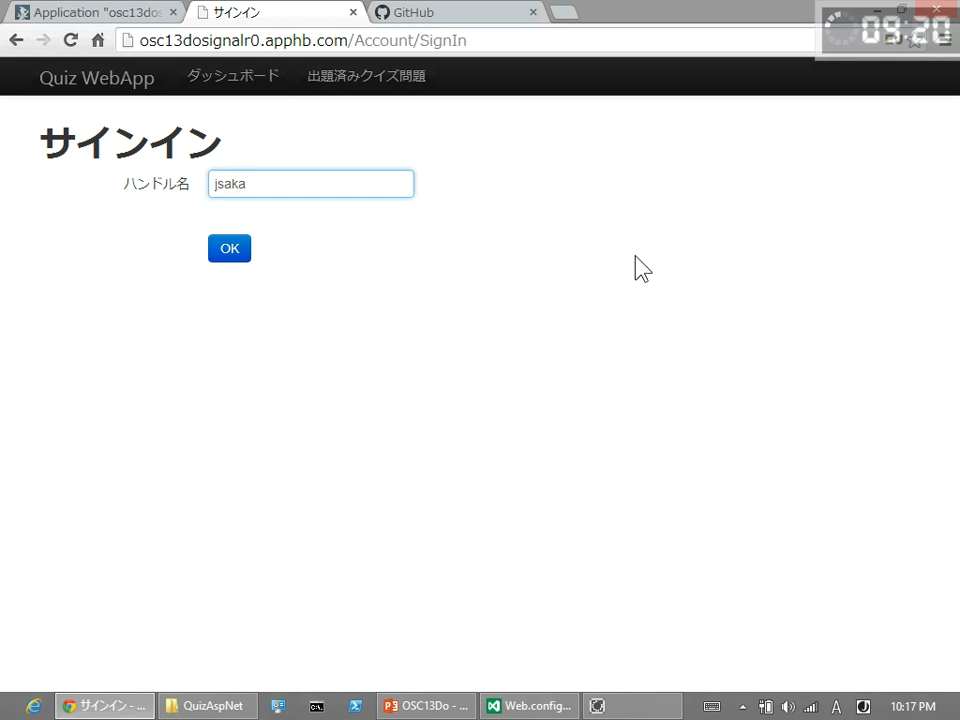 Application "osc13dos
サインイン
GitHub
09:20
osc13dosignalr0.apphb.com/Account/SignIn
Quiz WebApp
ダッシュボード
出題済みクイズ問題
サインイン
ハンドル名
jsaka
OK
サインイン - ...
QuizAspNet
OSC13Do - ...
Web.config...
A
10:17 PM